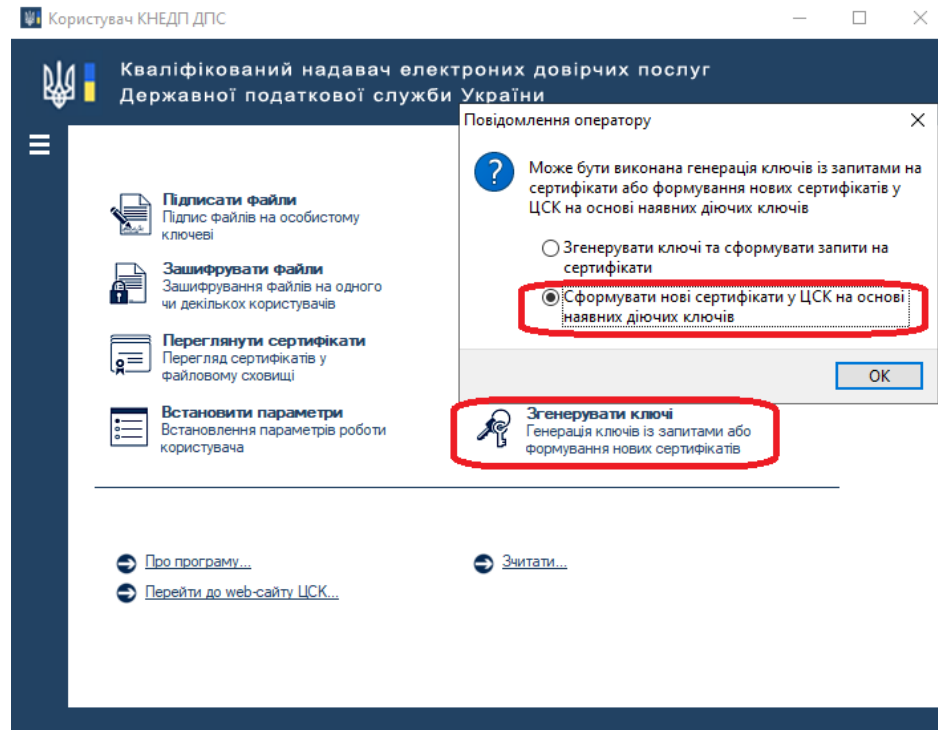 Користувач КНЕДП ДПС
Кваліфікований надавач електроних довірчих послуг
Державної податкової служби України
Повідомлення оператору
Може бути виконана генерація ключів із запитами на
сертифікати або формування нових сертифікатів у
ЦСК на основі наявних діючих ключів
Згенерувати ключі та сформувати запити на
сертифікати
Сформувати нові сертифікати у ЦСК на основі
наявних діючих ключів
OK
Підписати файли
Підпис файлів на особистому
ключеві
Зашифрувати файли
Зашифрування файлів на одного
чи декількох користувачів
Переглянути сертифікати
Перегляд сертифікатів у
файловому сховищі
Встановити параметри
Встановлення параметрів роботи
користувача
Згенерувати ключі
Генерація ключів із запитами або
формування нових сертифікатів
Про програму...
Перейти до web-сайту ЦСК...
Зчитати...